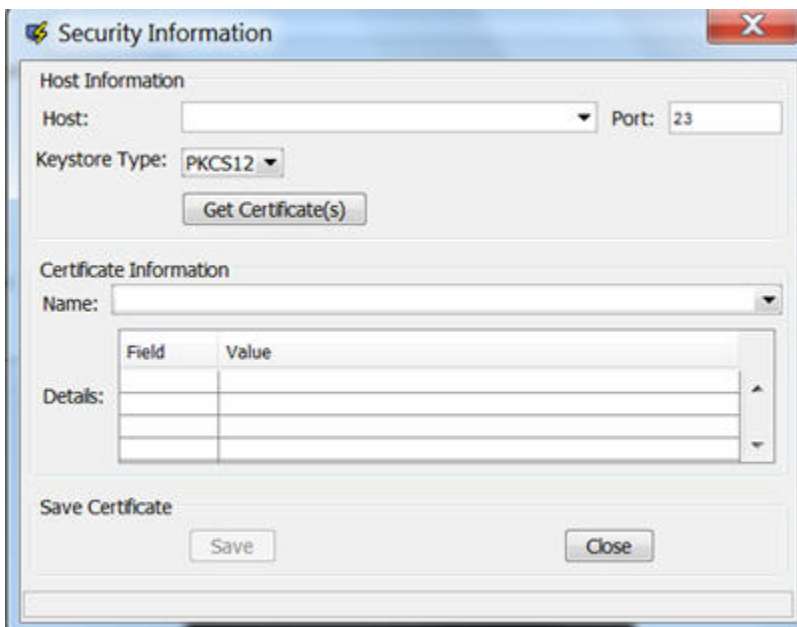 Security Information
Host Information
Host: Port: 23
Keystore Type: PKCS12
Get Certificate(s)
Certificate Information
Name:
Field Value
Details:
Save Certificate
Save Close